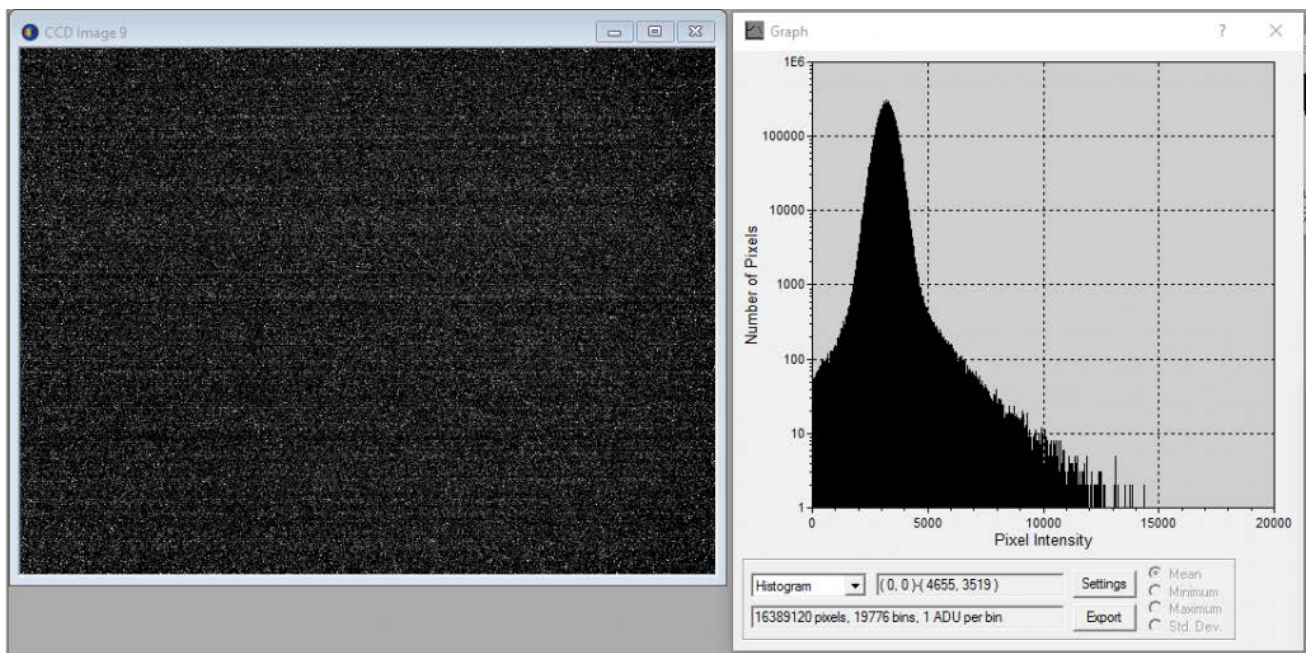 CCD Image 9
Graph
?
1E6
100000
10000
1000
100
10
1
Number of Pixels
0
5000
10000
15000
20000
Pixel Intensity
Histogram
( 0, 0 )-( 4655, 3519 )
Settings
16389120 pixels, 19776 bins, 1 ADU per bin
Export
Mean
Minimum
Maximum
Std. Dev.